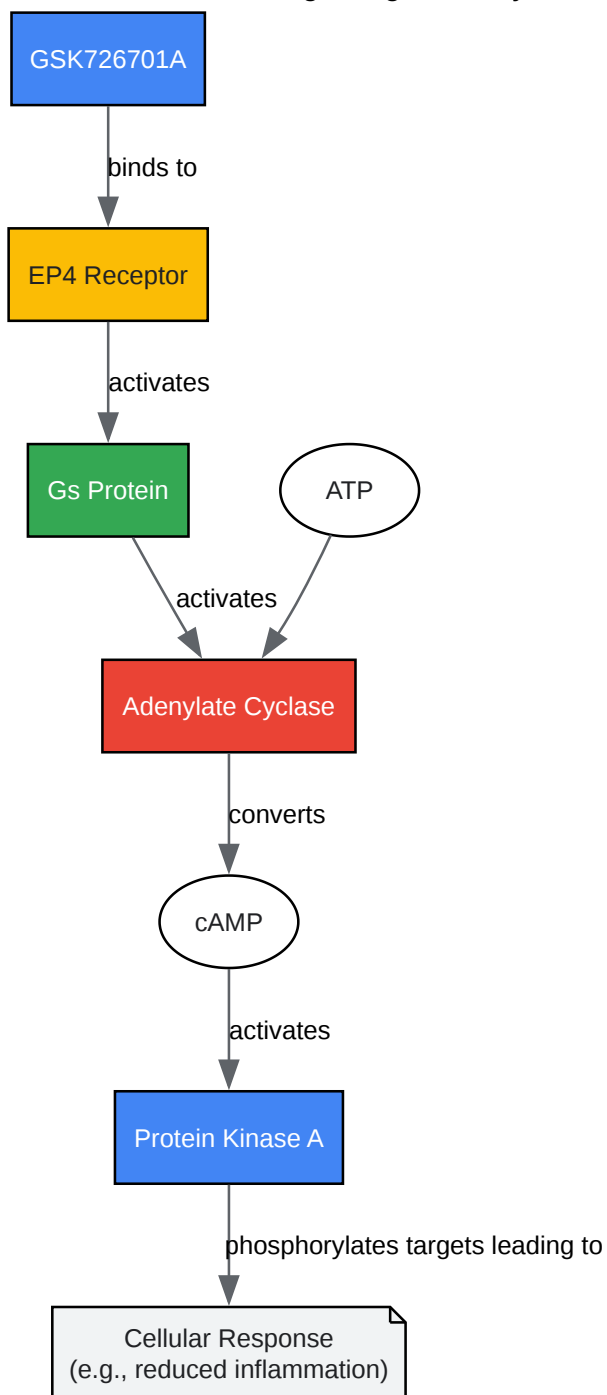 GSK726701A
binds to
EP4 Receptor
activates
Gs Protein
ATP
activates
Adenylate Cyclase
converts
cAMP
activates
Protein Kinase A
phosphorylates targets leading to
Cellular Response
(e.g., reduced inflammation)